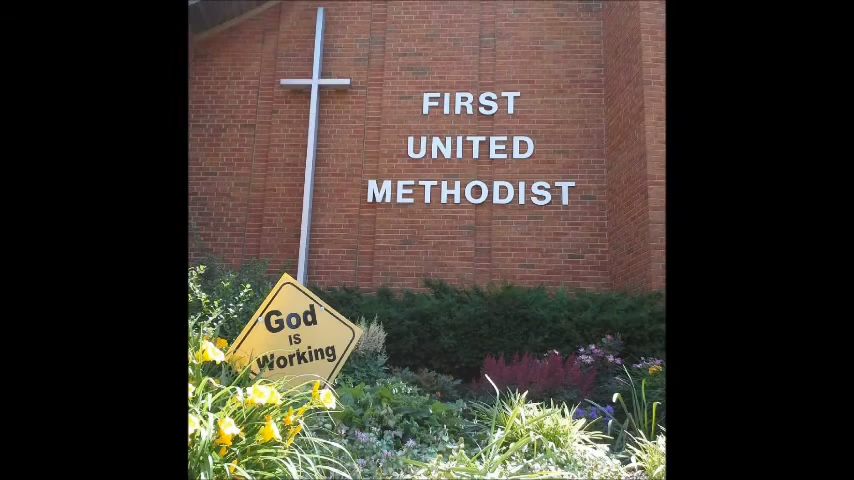 FIRST
UNITED
METHODIST
God
IS
Working